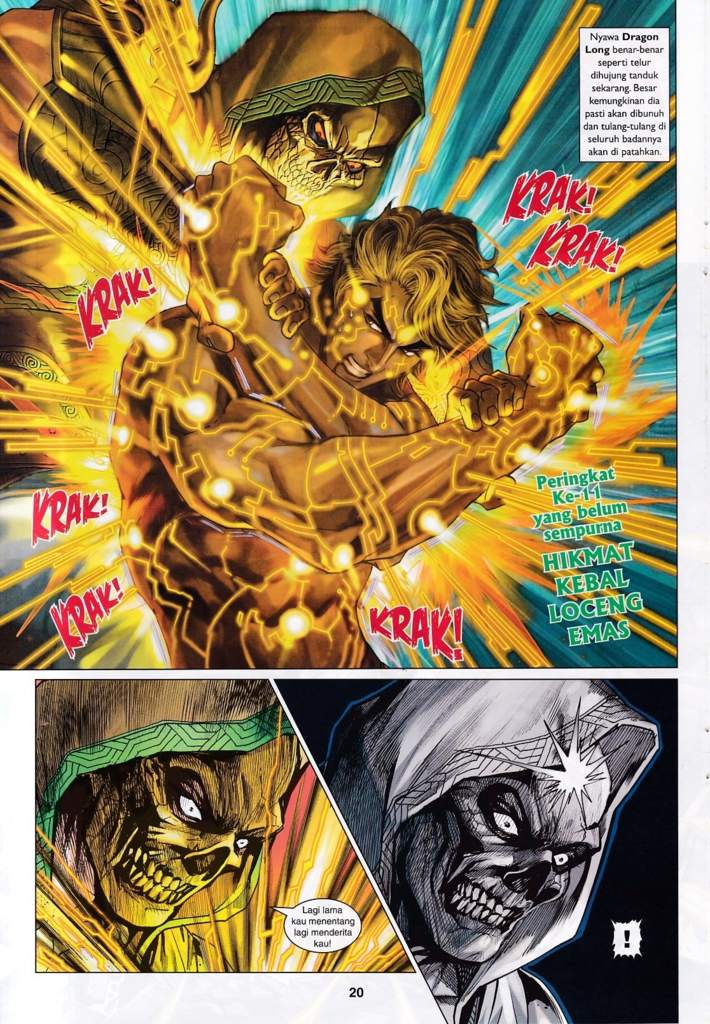 Nyawa Dragon
Long benar-benar
seperti telur
dihujung tanduk
sekarang. Besar
kemungkinan dia
pasti akan dibunuh
dan tulang-tulang di
seluruh badannya
akan di patahkan.
KRAK!
KRAK!
KRAK!
KRAK!
KRAK!
KRAK!
Peringkat
Ke-11
yang belum
sempurna
HIKMAT
KEBAL
LOCENG
EMAS
Lagi lama
kau menentang
lagi menderita
kau!
!
20